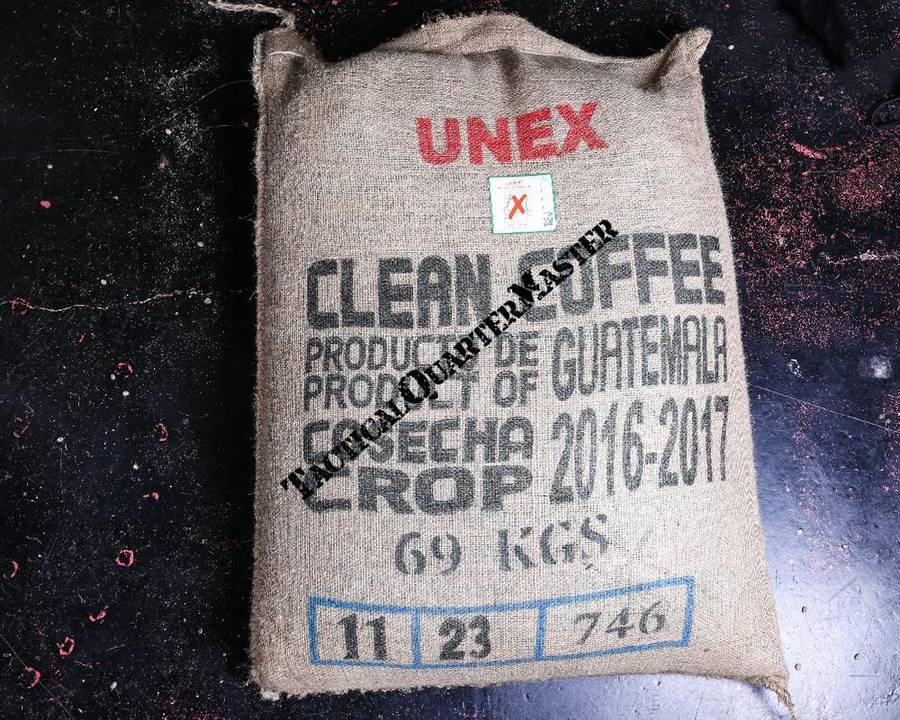 UNEX
X
CLEAN COFFEE
PRODUCTO DE
PRODUCT OF
GUATEMALA
COSECHA
CROP
2016-2017
69 KGS
11 23 746
TACTICALQUARTERMASTER